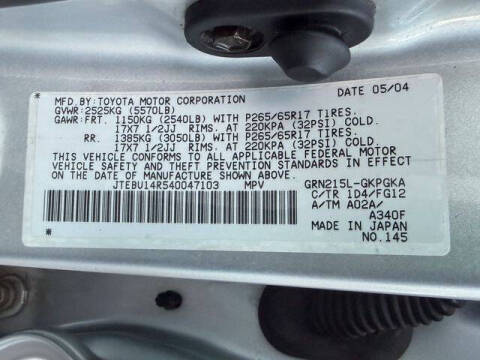 MFD.BY:TOYOTA MOTOR CORPORATION DATE 05/04
GVWR:2525KG (5570LB)
GAWR:FRT. 1150KG (2540LB) WITH P265/65R17 TIRES.
17X7 1/2JJ RIMS. AT 220KPA (32PSI) COLD.
RR. 1385KG (3050LB) WITH P265/65R17 TIRES.
17X7 1/2JJ RIMS. AT 220KPA (32PSI) COLD.
THIS VEHICLE CONFORMS TO ALL APPLICABLE FEDERAL MOTOR
VEHICLE SAFETY AND THEFT PREVENTION STANDARDS IN EFFECT
ON THE DATE OF MANUFACTURE SHOWN ABOVE.
JTEBU14R540047103 MPV GRN215L-GKPGKA
C/TR 1D4/FG12
A/TM A02A/
A340F
MADE IN JAPAN
NO.145